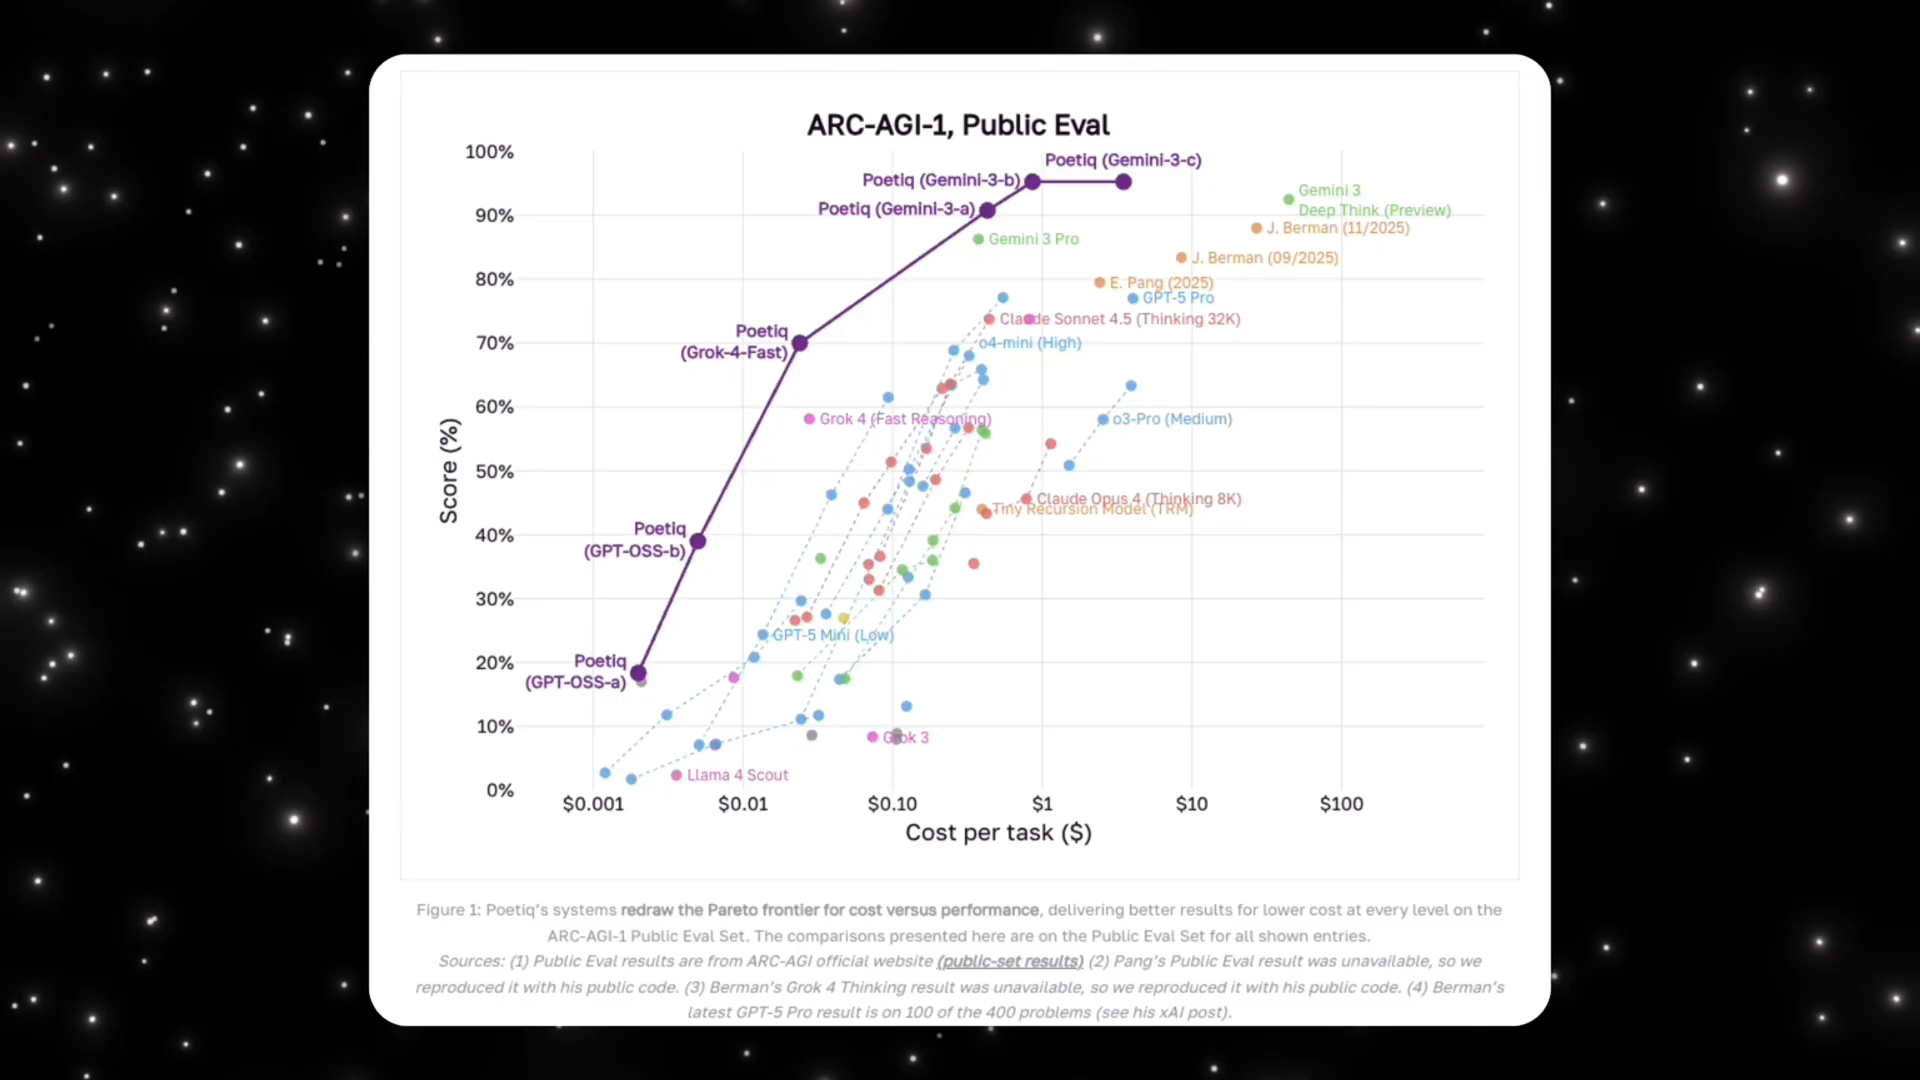 ARC-AGI-1, Public Eval
100%
90%
80%
70%
60%
50%
40%
30%
20%
10%
0%
Score (%)
$0.001
$0.01
$0.10
$1
$10
$100
Cost per task ($)
Poetiq (Gemini-3-c)
Poetiq (Gemini-3-b)
Poetiq (Gemini-3-a)
Gemini 3
Deep Think (Preview)
J. Berman (11/2025)
Gemini 3 Pro
J. Berman (09/2025)
E. Pang (2025)
GPT-5 Pro
Claude Sonnet 4.5 (Thinking 32K)
Poetiq
(Grok-4-Fast)
o4-mini (High)
Grok 4 (Fast Reasoning)
o3-Pro (Medium)
Claude Opus 4 (Thinking 8K)
Tiny Recursion Model (TRM)
Poetiq
(GPT-OSS-b)
GPT-5 Mini (Low)
Poetiq
(GPT-OSS-a)
Grok 3
Llama 4 Scout
Figure 1: Poetiq's systems redraw the Pareto frontier for cost versus performance, delivering better results for lower cost at every level on the
ARC-AGI-1 Public Eval Set. The comparisons presented here are on the Public Eval Set for all shown entries.
Sources: (1) Public Eval results are from ARC-AGI official website (public-set results) (2) Pang's Public Eval result was unavailable, so we
reproduced it with his public code. (3) Berman's Grok 4 Thinking result was unavailable, so we reproduced it with his public code. (4) Berman's
latest GPT-5 Pro result is on 100 of the 400 problems (see his xAI post).